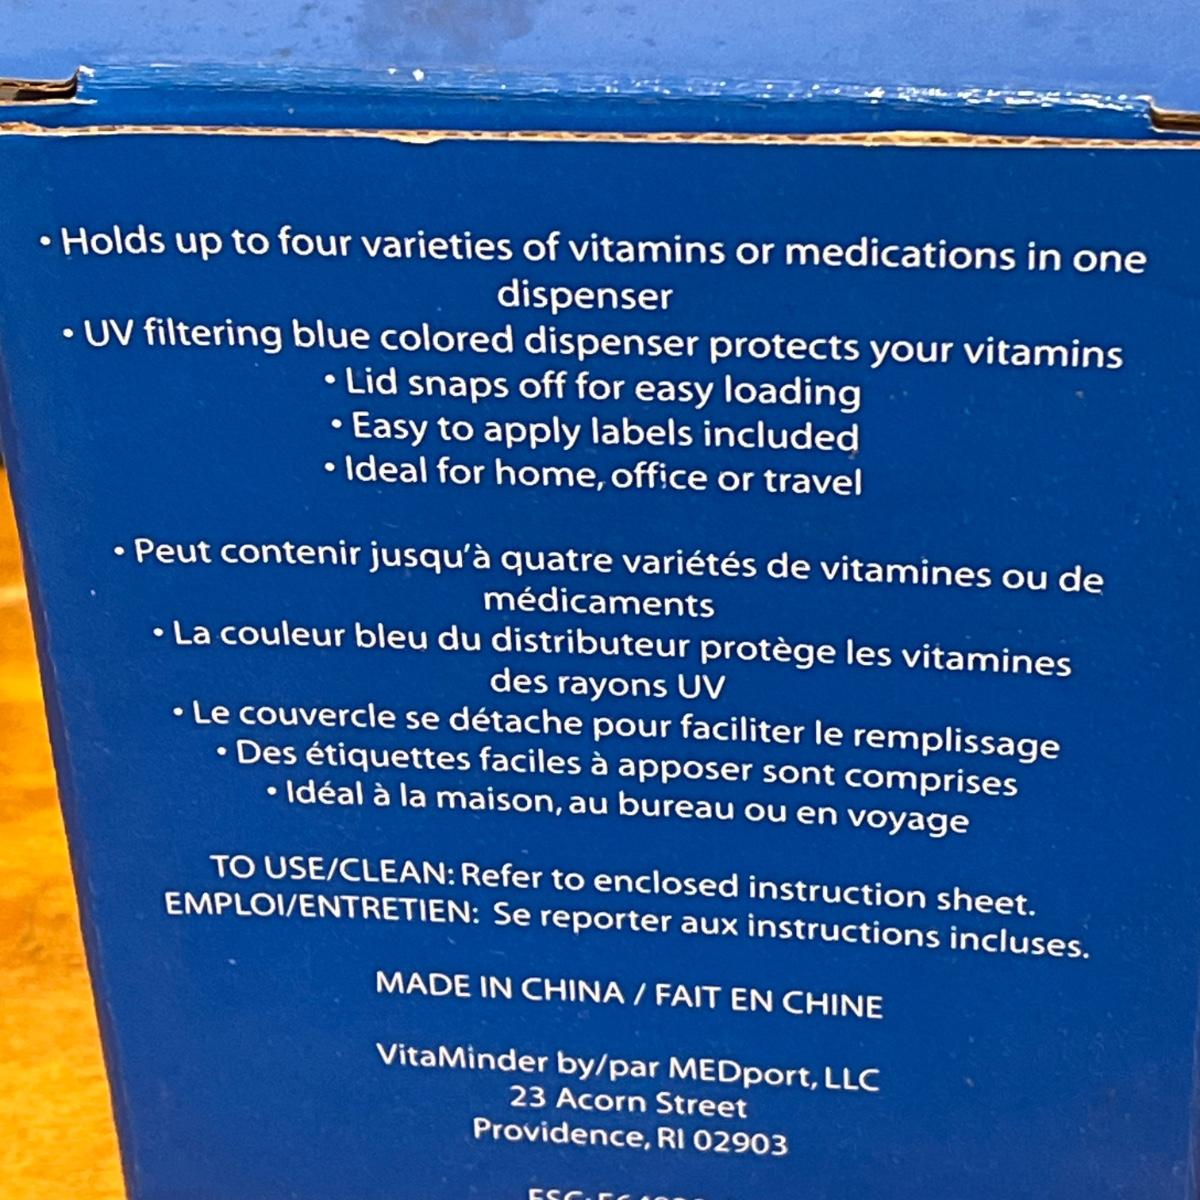 • Holds up to four varieties of vitamins or medications in one
dispenser
• UV filtering blue colored dispenser protects your vitamins
• Lid snaps off for easy loading
• Easy to apply labels included
• Ideal for home, office or travel
• Peut contenir jusqu'à quatre variétés de vitamines ou de
médicaments
• La couleur bleu du distributeur protège les vitamines
des rayons UV
• Le couvercle se détache pour faciliter le remplissage
• Des étiquettes faciles à apposer sont comprises
• Idéal à la maison, au bureau ou en voyage
TO USE/CLEAN: Refer to enclosed instruction sheet.
EMPLOI/ENTRETIEN: Se reporter aux instructions incluses.
MADE IN CHINA / FAIT EN CHINE
VitaMinder by/par MEDport, LLC
23 Acorn Street
Providence, RI 02903